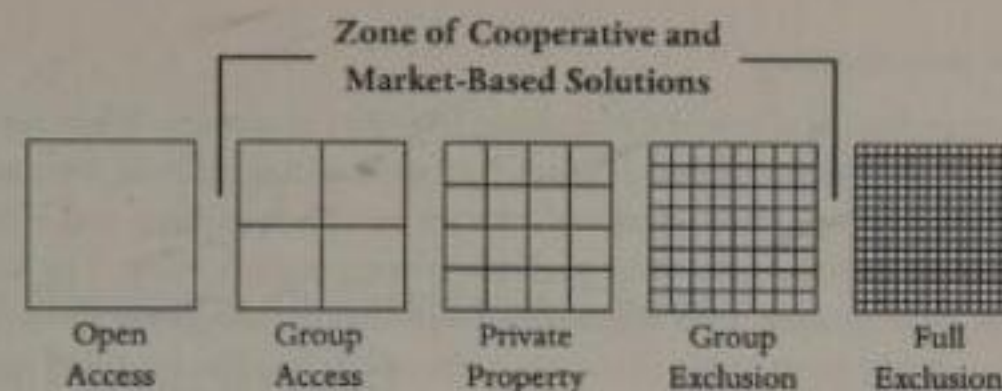 Zone of Cooperative and
Market-Based Solutions
Open
Access
Group
Access
Private
Property
Group
Exclusion
Full
Exclusion